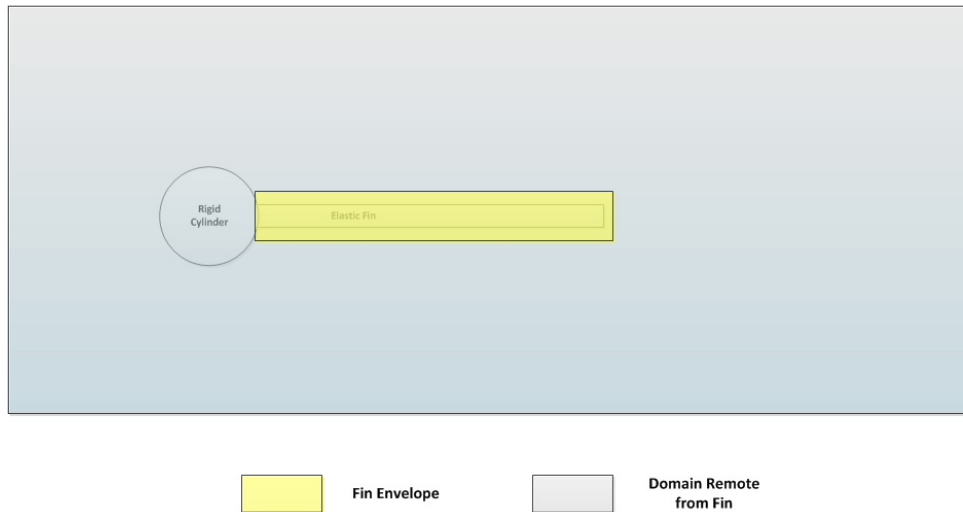 Rigid
Cylinder
Elastic Fin
Fin Envelope
Domain Remote
from Fin